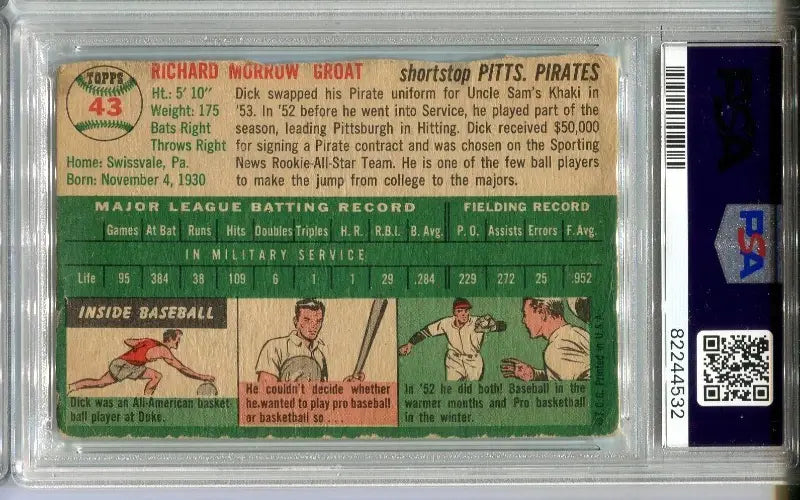 TOPPS
43
RICHARD MORROW GROAT shortstop PITTS. PIRATES
Ht.: 5' 10"
Weight: 175
Bats Right
Throws Right
Home: Swissvale, Pa.
Born: November 4, 1930
Dick swapped his Pirate uniform for Uncle Sam's Khaki in
'53. In '52 before he went into Service, he played part of the
season, leading Pittsburgh in Hitting. Dick received $50,000
for signing a Pirate contract and was chosen on the Sporting
News Rookie All-Star Team. He is one of the few ball players
to make the jump from college to the majors.
MAJOR LEAGUE BATTING RECORD FIELDING RECORD
Games At Bat Runs Hits Doubles Triples H. R. R.B.I. B. Avg. P. O. Assists Errors F. Avg.
IN MILITARY SERVICE
Life 95 384 38 109 6 1 1 29 .284 229 272 25 .952
INSIDE BASEBALL
Dick was an All-American basket
ball player at Duke.
He couldn't decide whether
he wanted to play pro baseball
or basketball so ....
In '52 he did both! Baseball in the
warmer months and Pro basketball
in the winter.
©T.C.G. Printed in U.S.A.
PSA
PSA
PSA
82244532